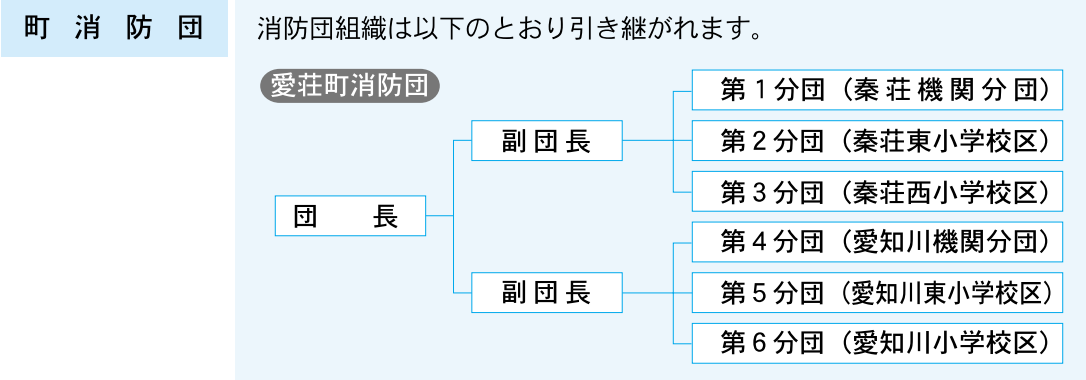 町消防団
消防団組織は以下のとおり引き継がれます。
愛荘町消防団
団長
副団長
第1分団（秦荘機関分団）
第2分団（秦荘東小学校区）
第3分団（秦荘西小学校区）
副団長
第4分団（愛知川機関分団）
第5分団（愛知川東小学校区）
第6分団（愛知川小学校区）